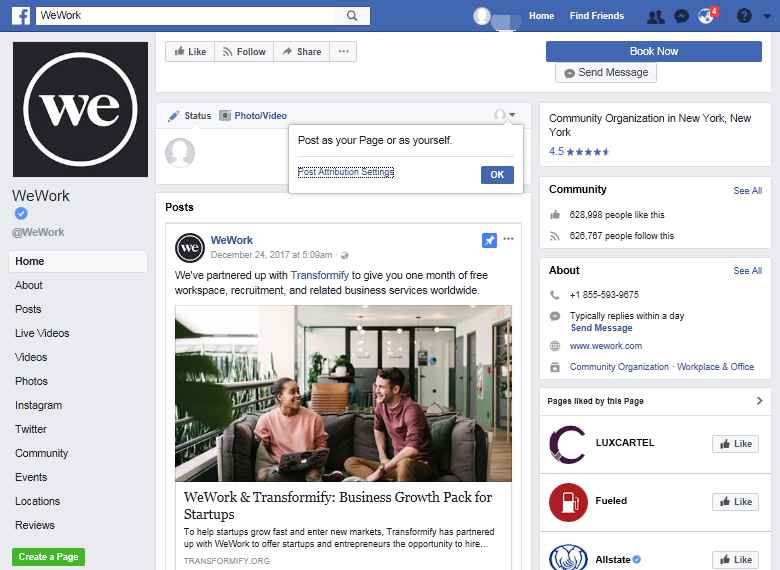 WeWork
Home
Find Friends
4
?
we
WeWork
@WeWork
Home
About
Posts
Live Videos
Videos
Photos
Instagram
Twitter
Community
Events
Locations
Reviews
Create a Page
Like
Follow
Share
Status
Photo/Video
Post as your Page or as yourself.
Post Attribution Settings
OK
Posts
we
WeWork
December 24, 2017 at 5:09am ·
We've partnered up with Transformify to give you one month of free
workspace, recruitment, and related business services worldwide.
WeWork & Transformify: Business Growth Pack for
Startups
To help startups grow fast and enter new markets, Transformify has partnered
up with WeWork to offer startups and entrepreneurs the opportunity to hire...
TRANSFORMIFY.ORG
Book Now
Send Message
Community Organization in New York, New
York
4.5 ★★★★★
Community
See All
628,998 people like this
626,767 people follow this
About
See All
+1 855-593-9675
Typically replies within a day
Send Message
www.wework.com
Community Organization · Workplace & Office
Pages liked by this Page
LUXCARTEL
Like
Fueled
Like
Allstate
Like